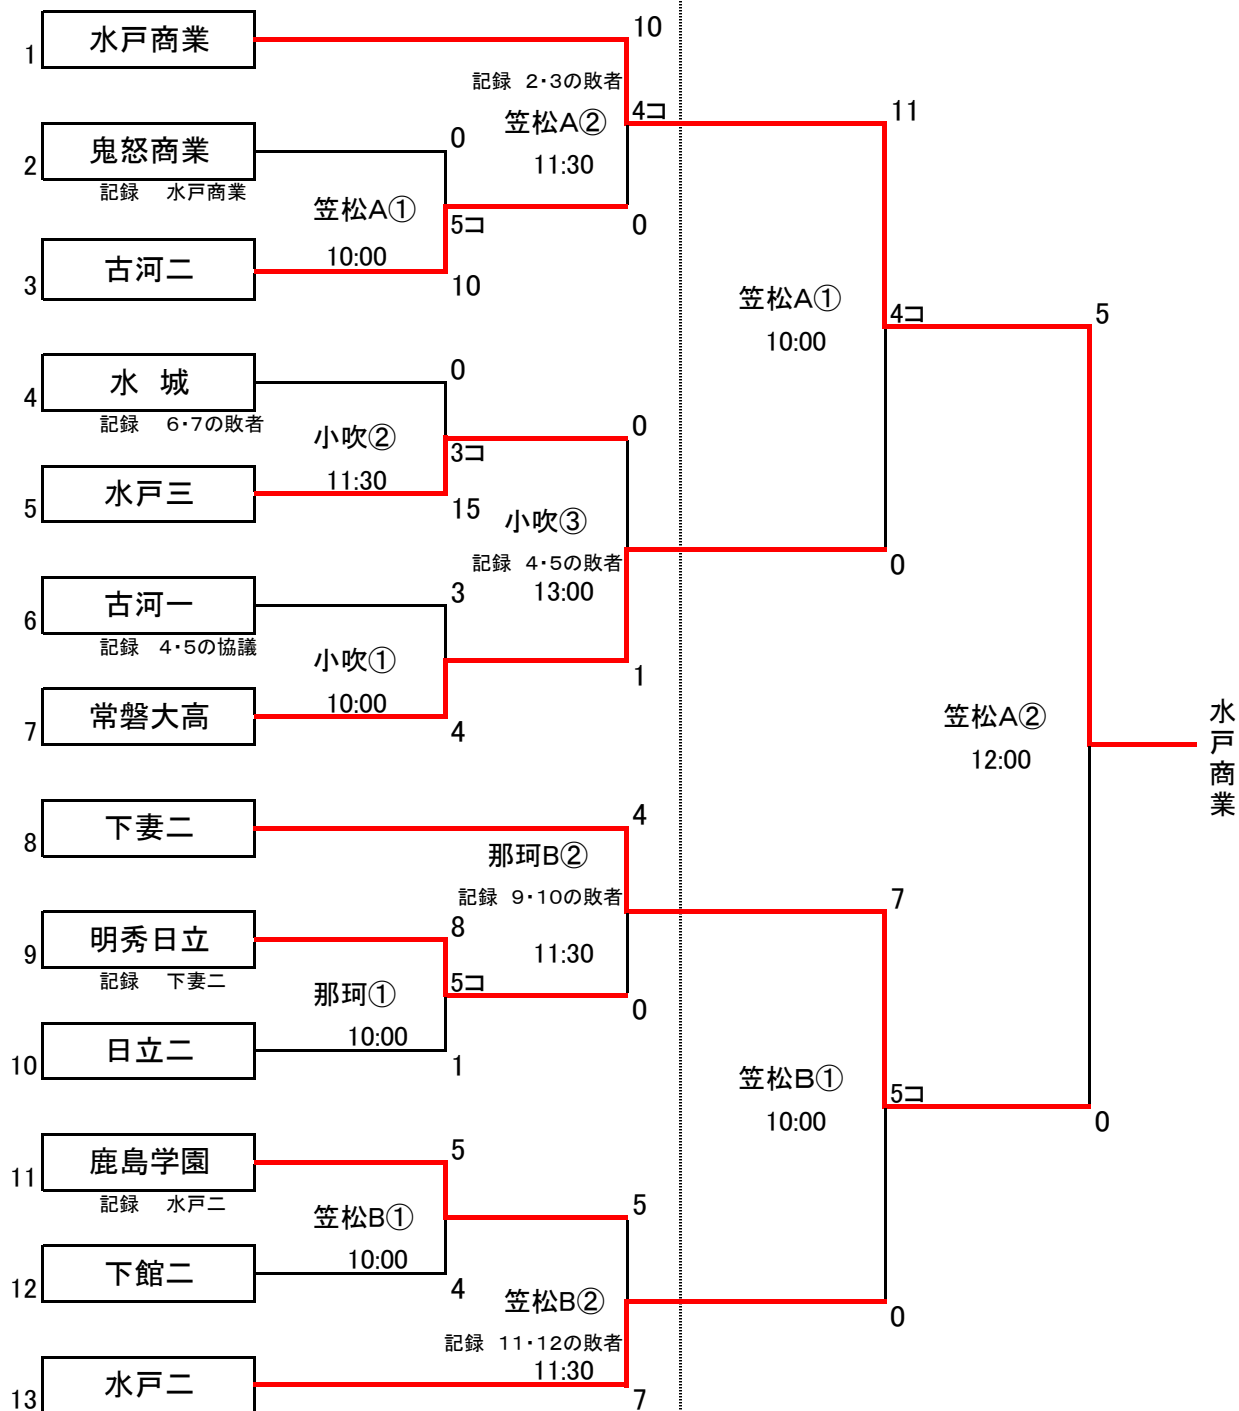 1 水戸商業 10
記録 2・3の敗者
4コ
11
2 鬼怒商業 0
記録 水戸商業
笠松A②
11:30
笠松A①
10:00
5コ
0
3 古河二 10
笠松A①
10:00
4コ
5
4 水 城 0
記録 6・7の敗者
小吹②
11:30
3コ
0
5 水戸三 15
小吹③
記録 4・5の敗者
13:00
0
6 古河一 3
記録 4・5の協議
小吹①
10:00
1
7 常磐大高 4
笠松A②
12:00
水戸商業
8 下妻二 4
那珂B②
記録 9・10の敗者
11:30
7
9 明秀日立 8
記録 下妻二
那珂①
10:00
5コ
0
10 日立二 1
笠松B①
10:00
5コ
0
11 鹿島学園 5
記録 水戸二
笠松B①
10:00
5
12 下館二 4
笠松B②
記録 11・12の敗者
11:30
0
13 水戸二 7